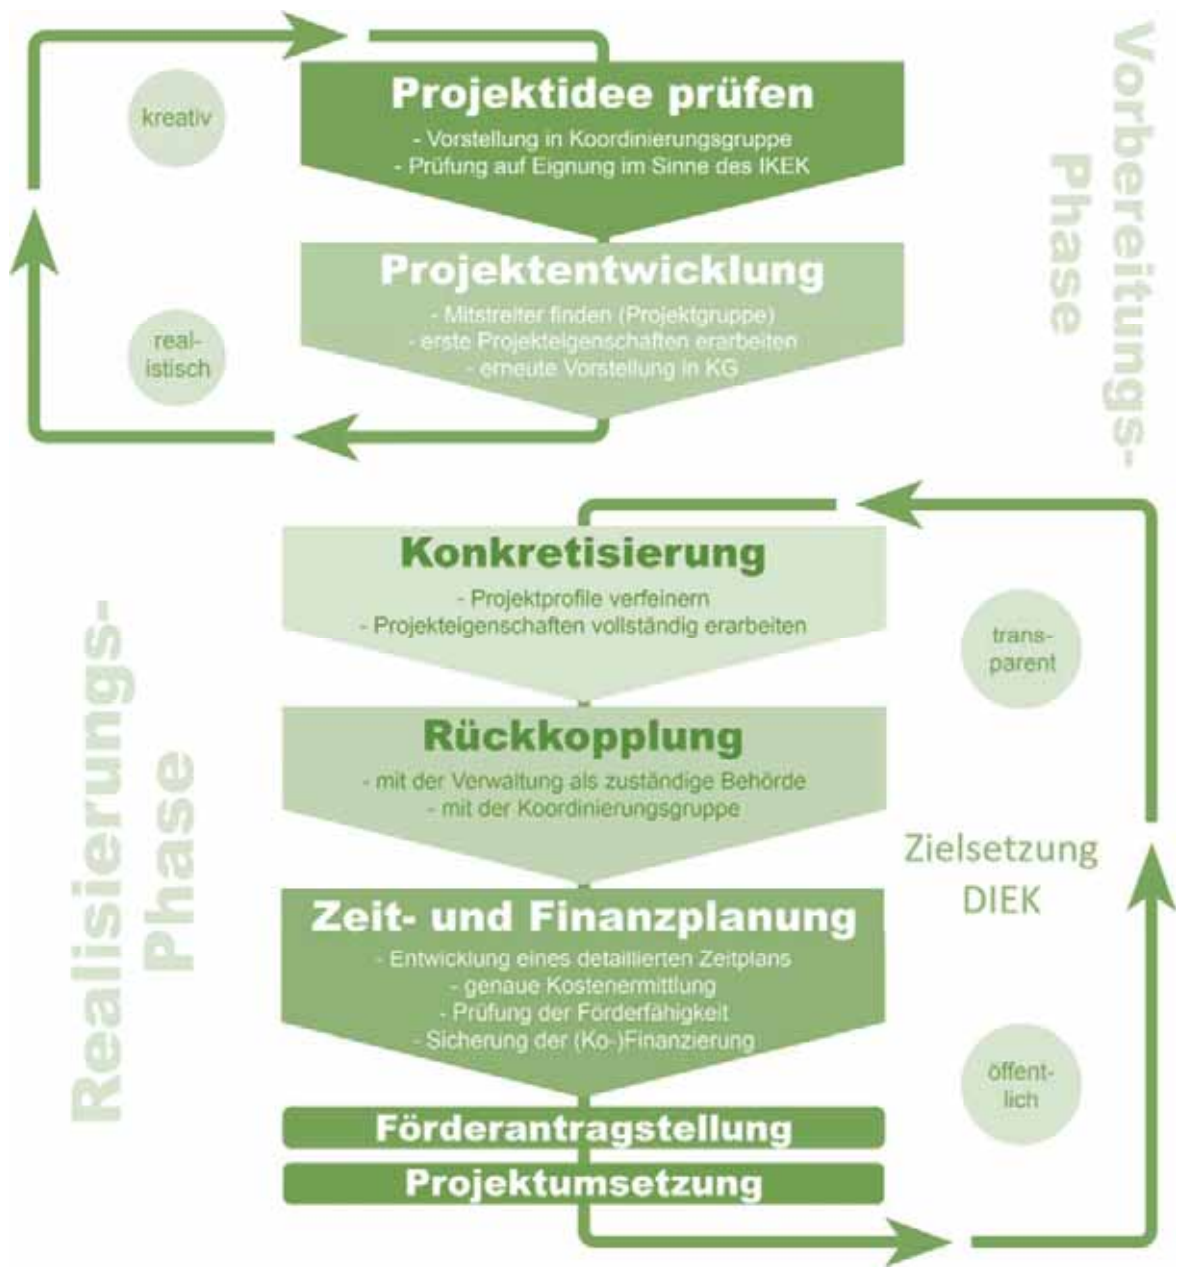 Vorbereitungs-
Phase
kreativ
Projektidee prüfen
- Vorstellung in Koordinierungsgruppe
- Prüfung auf Eignung im Sinne des IKEK
Projektentwicklung
- Mitstreiter finden (Projektgruppe)
- erste Projekteigenschaften erarbeiten
- erneute Vorstellung in KG
real-
istisch
Realisierungs-
Phase
Konkretisierung
- Projektprofile verfeinern
- Projekteigenschaften vollständig erarbeiten
trans-
parent
Rückkopplung
- mit der Verwaltung als zuständige Behörde
- mit der Koordinierungsgruppe
Zielsetzung
DIEK
Zeit- und Finanzplanung
- Entwicklung eines detaillierten Zeitplans
- genaue Kostenermittlung
- Prüfung der Förderfähigkeit
- Sicherung der (Ko-)Finanzierung
öffent-
lich
Förderantragstellung
Projektumsetzung